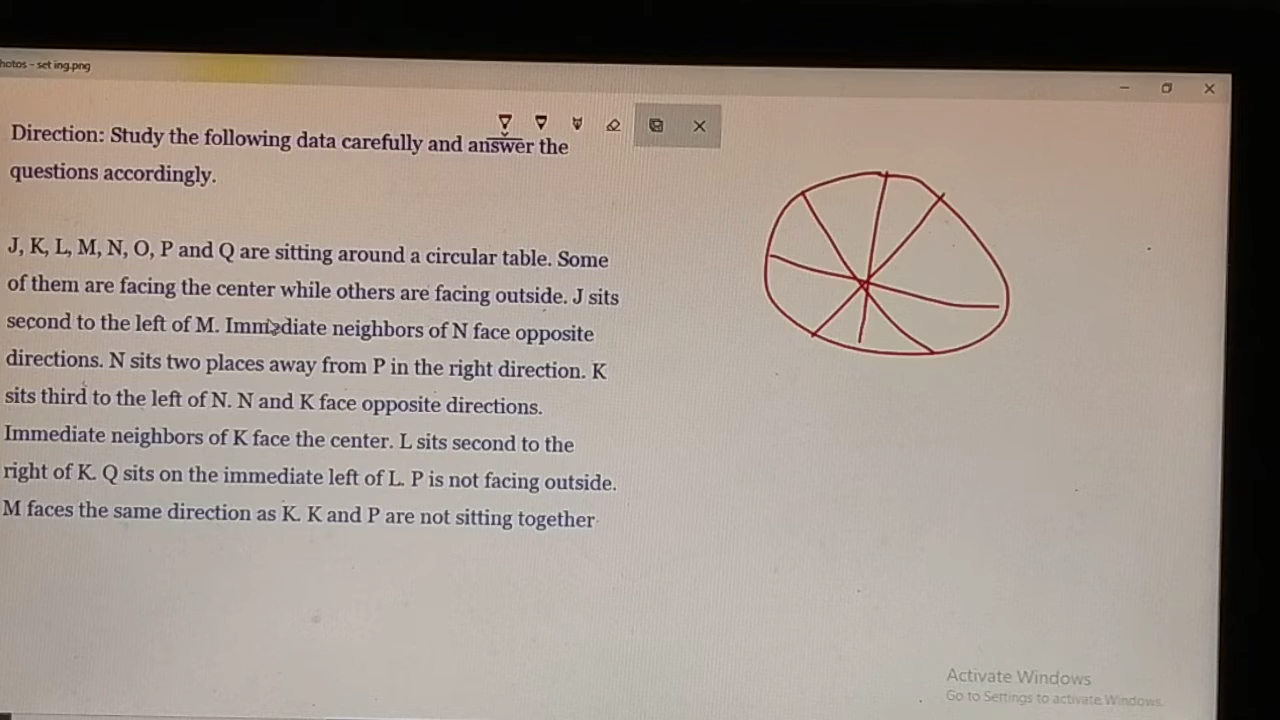 hotos - set ing.png
Direction: Study the following data carefully and answer the
questions accordingly.
J, K, L, M, N, O, P and Q are sitting around a circular table. Some
of them are facing the center while others are facing outside. J sits
second to the left of M. Immediate neighbors of N face opposite
directions. N sits two places away from P in the right direction. K
sits third to the left of N. N and K face opposite directions.
Immediate neighbors of K face the center. L sits second to the
right of K. Q sits on the immediate left of L. P is not facing outside.
M faces the same direction as K. K and P are not sitting together
Activate Windows
Go to Settings to activate Windows.